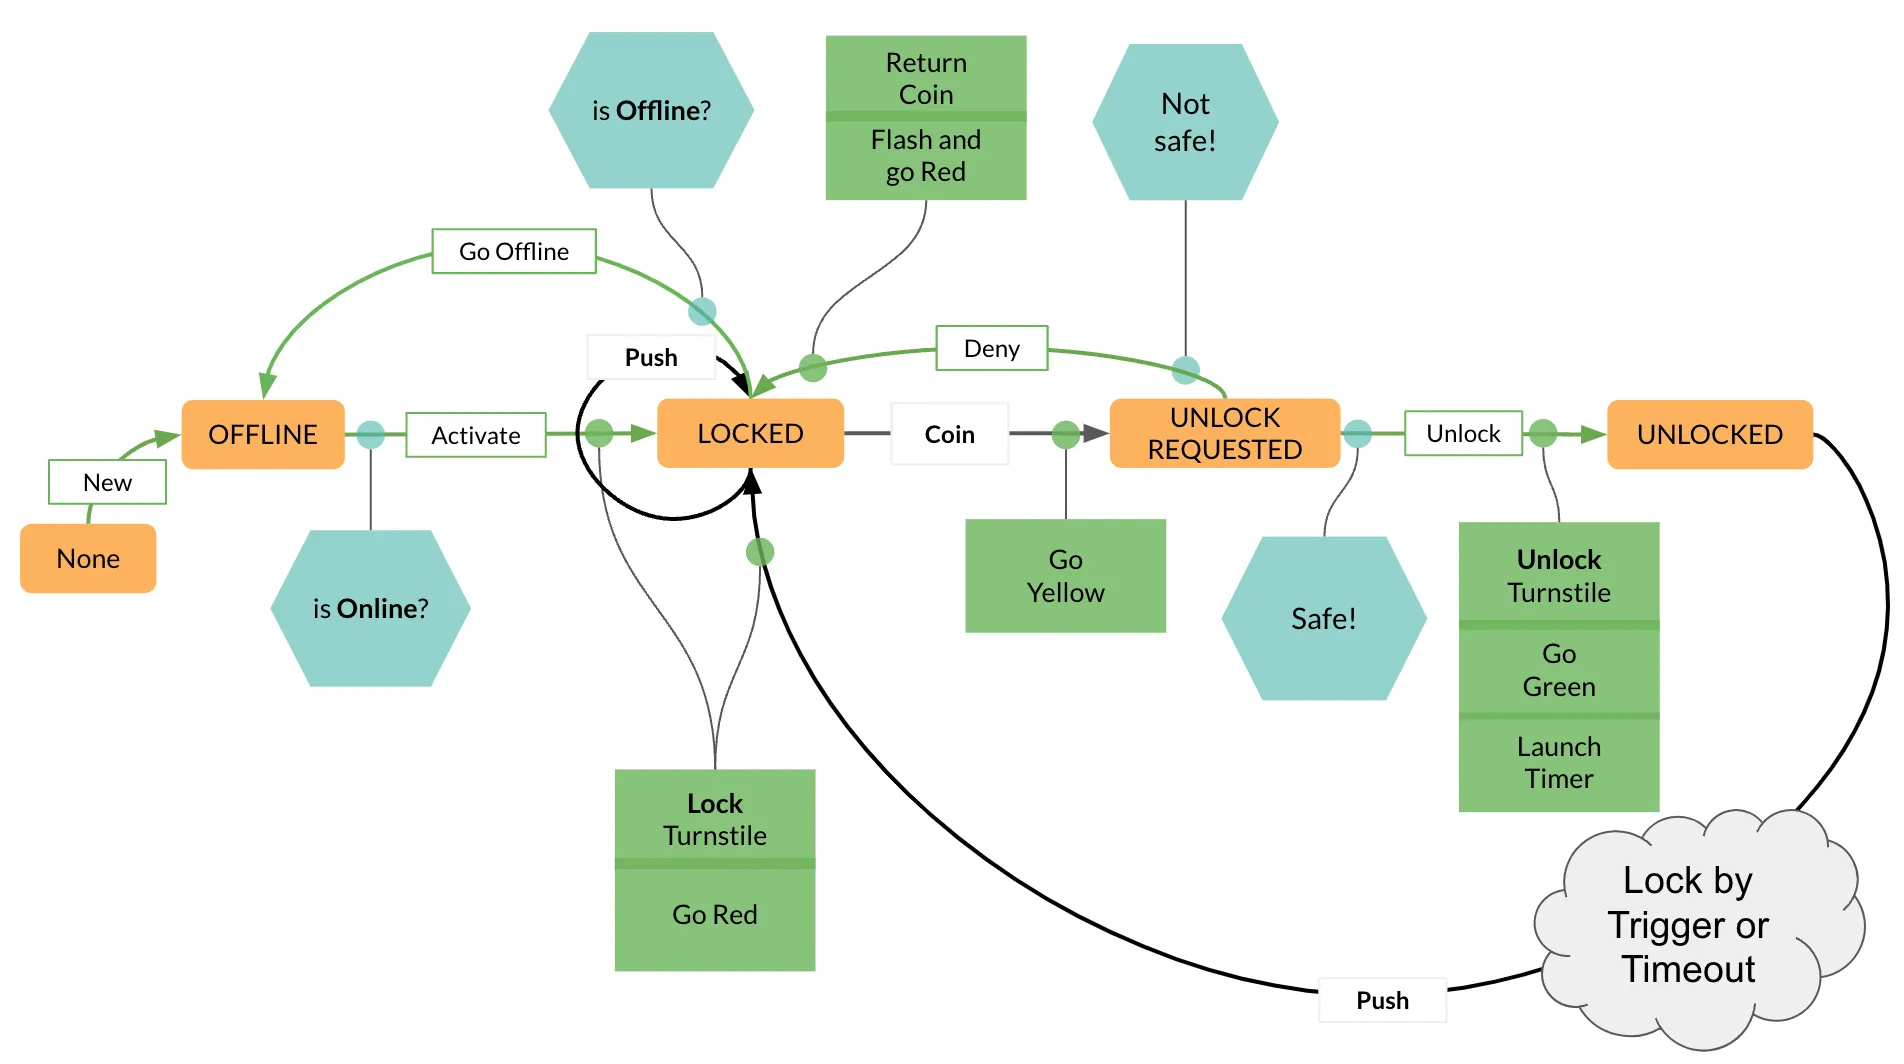 is Offline?
Return
Coin
Flash and
go Red
Not
safe!
Go Offline
Push
Deny
OFFLINE
Activate
LOCKED
Coin
UNLOCK
REQUESTED
Unlock
UNLOCKED
New
None
is Online?
Go
Yellow
Safe!
Unlock
Turnstile
Go
Green
Launch
Timer
Lock
Turnstile
Go Red
Lock by
Trigger or
Timeout
Push